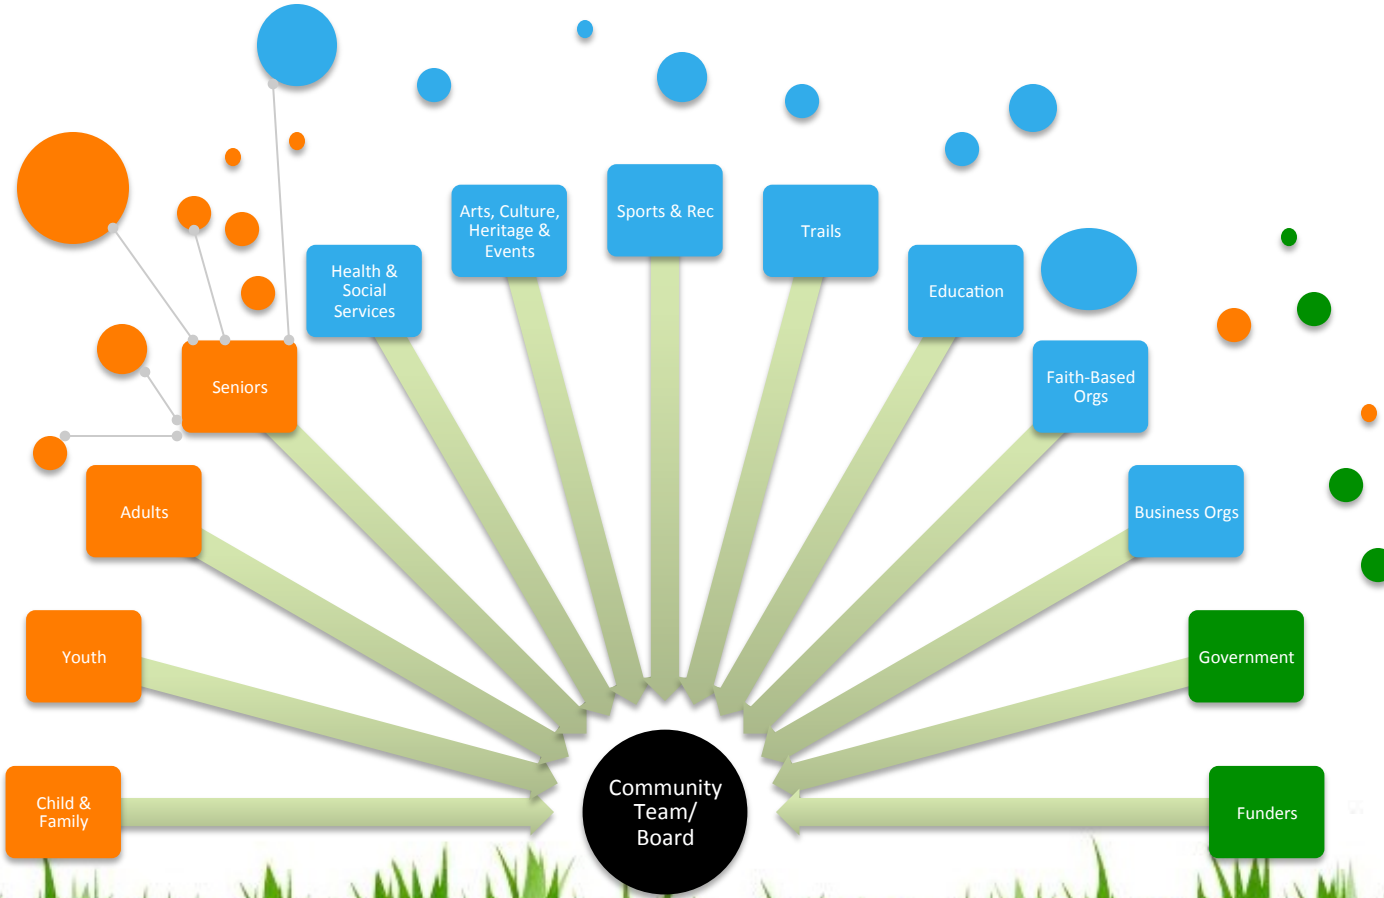 Arts, Culture,
Heritage &
Events
Sports & Rec
Trails
Health &
Social
Services
Education
Seniors
Faith-Based
Orgs
Adults
Business Orgs
Youth
Government
Child &
Family
Community
Team/
Board
Funders